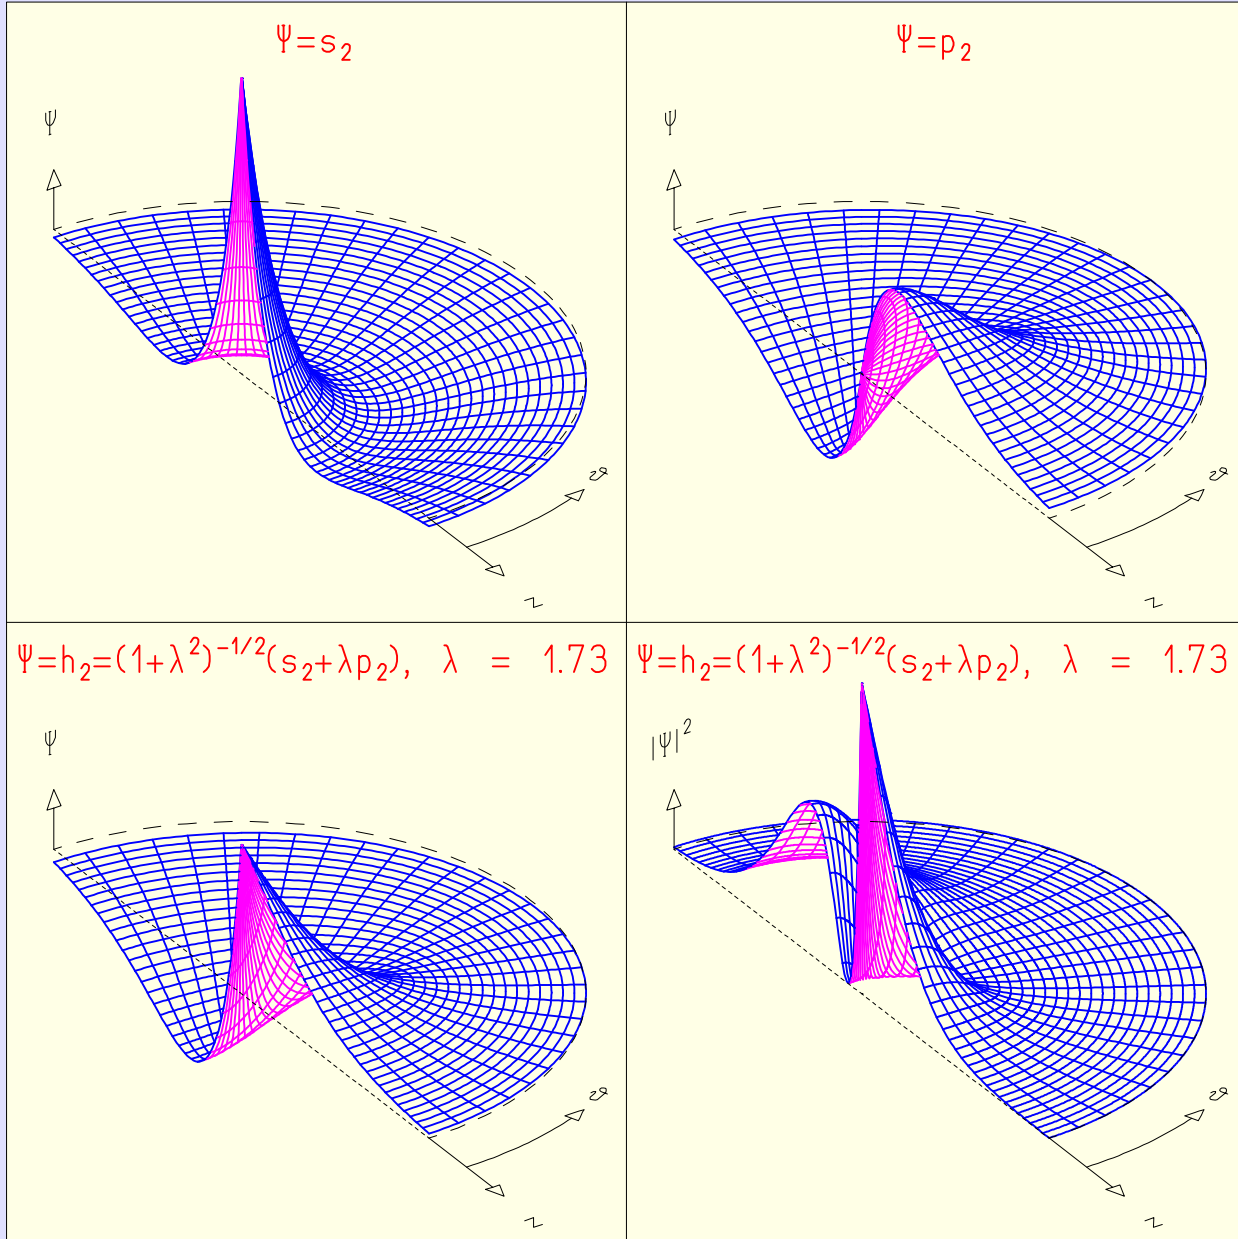 Ψ=s₂
Ψ=p₂
Ψ
Ψ
ϑ
ϑ
z
z
Ψ=h₂=(1+λ²)⁻¹/²(s₂+λp₂), λ = 1.73
Ψ=h₂=(1+λ²)⁻¹/²(s₂+λp₂), λ = 1.73
Ψ
|Ψ|²
ϑ
ϑ
z
z